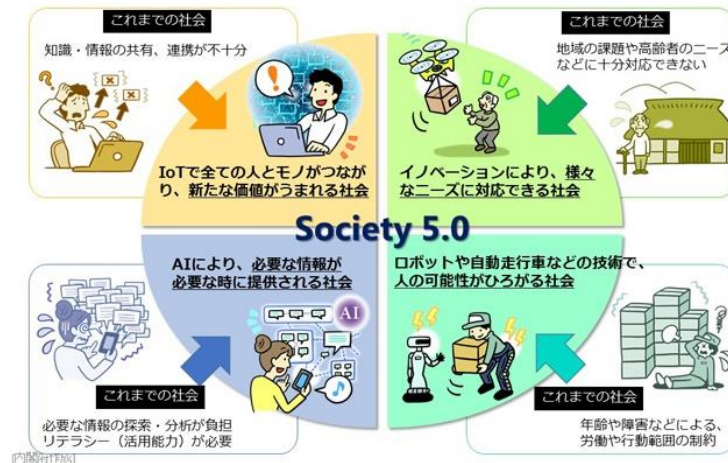 これまでの社会
知識・情報の共有、連携が不十分
IoTで全ての人とモノがつなが
り、新たな価値がうまれる社会
これまでの社会
地域の課題や高齢者のニーズ
などに十分対応できない
イノベーションにより、様々
なニーズに対応できる社会
Society 5.0
AIにより、必要な情報が
必要な時に提供される社会
AI
これまでの社会
必要な情報の探索・分析が負担
リテラシー（活用能力）が必要
ロボットや自動走行車などの技術で、
人の可能性がひろがる社会
これまでの社会
年齢や障害などによる、
労働や行動範囲の制約
[内閣府作成]